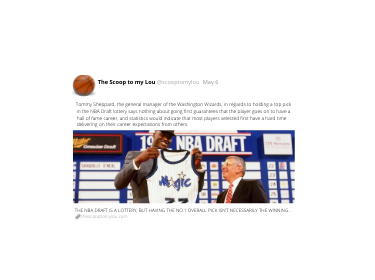 The Scoop to my Lou @scooptomylou May 6
Tommy Sheppard, the general manager of the Washington Wizards, in regards to holding a top pick
in the NBA Draft lottery says nothing about going first guarantees that the player goes on to have a
hall of fame career, and statistics would indicate that most players selected first have a hard time
delivering on their career expectations from others.
NBA DRAFT
Magic
THE NBA DRAFT IS A LOTTERY, BUT HAVING THE NO.1 OVERALL PICK ISN'T NECESSARILY THE WINNING...
thescooptomylou.com